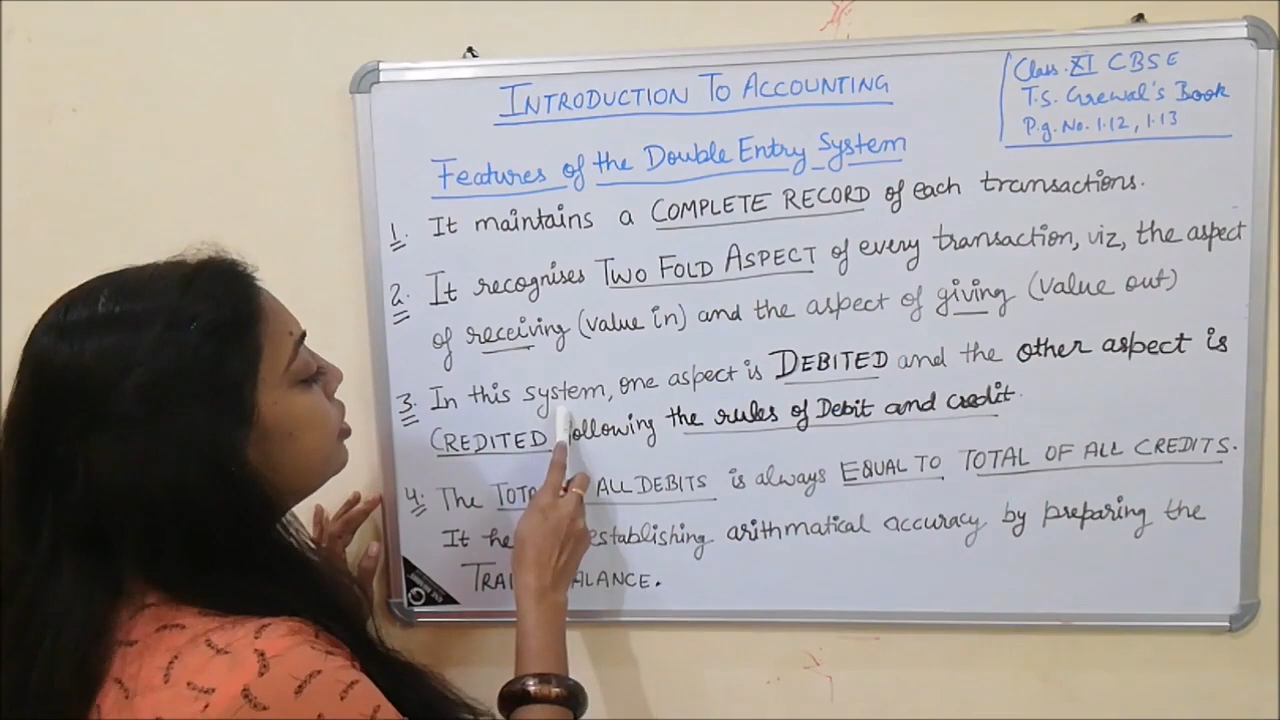 INTRODUCTION TO ACCOUNTING
Class. XI CBSE
T.S. Grewal's Book
P.g. No. 1.12, 1.13
Features of the Double Entry System
1. It maintains a COMPLETE RECORD of each transactions.
2. It recognises TWO FOLD ASPECT of every transaction, viz, the aspect
of receiving (value in) and the aspect of giving (value out)
3. In this system, one aspect is DEBITED and the other aspect is
CREDITED following the rules of Debit and credit.
4. The ALL DEBITS is always EQUAL TO TOTAL OF ALL CREDITS.
It establishing arithmatical accuracy by preparing the